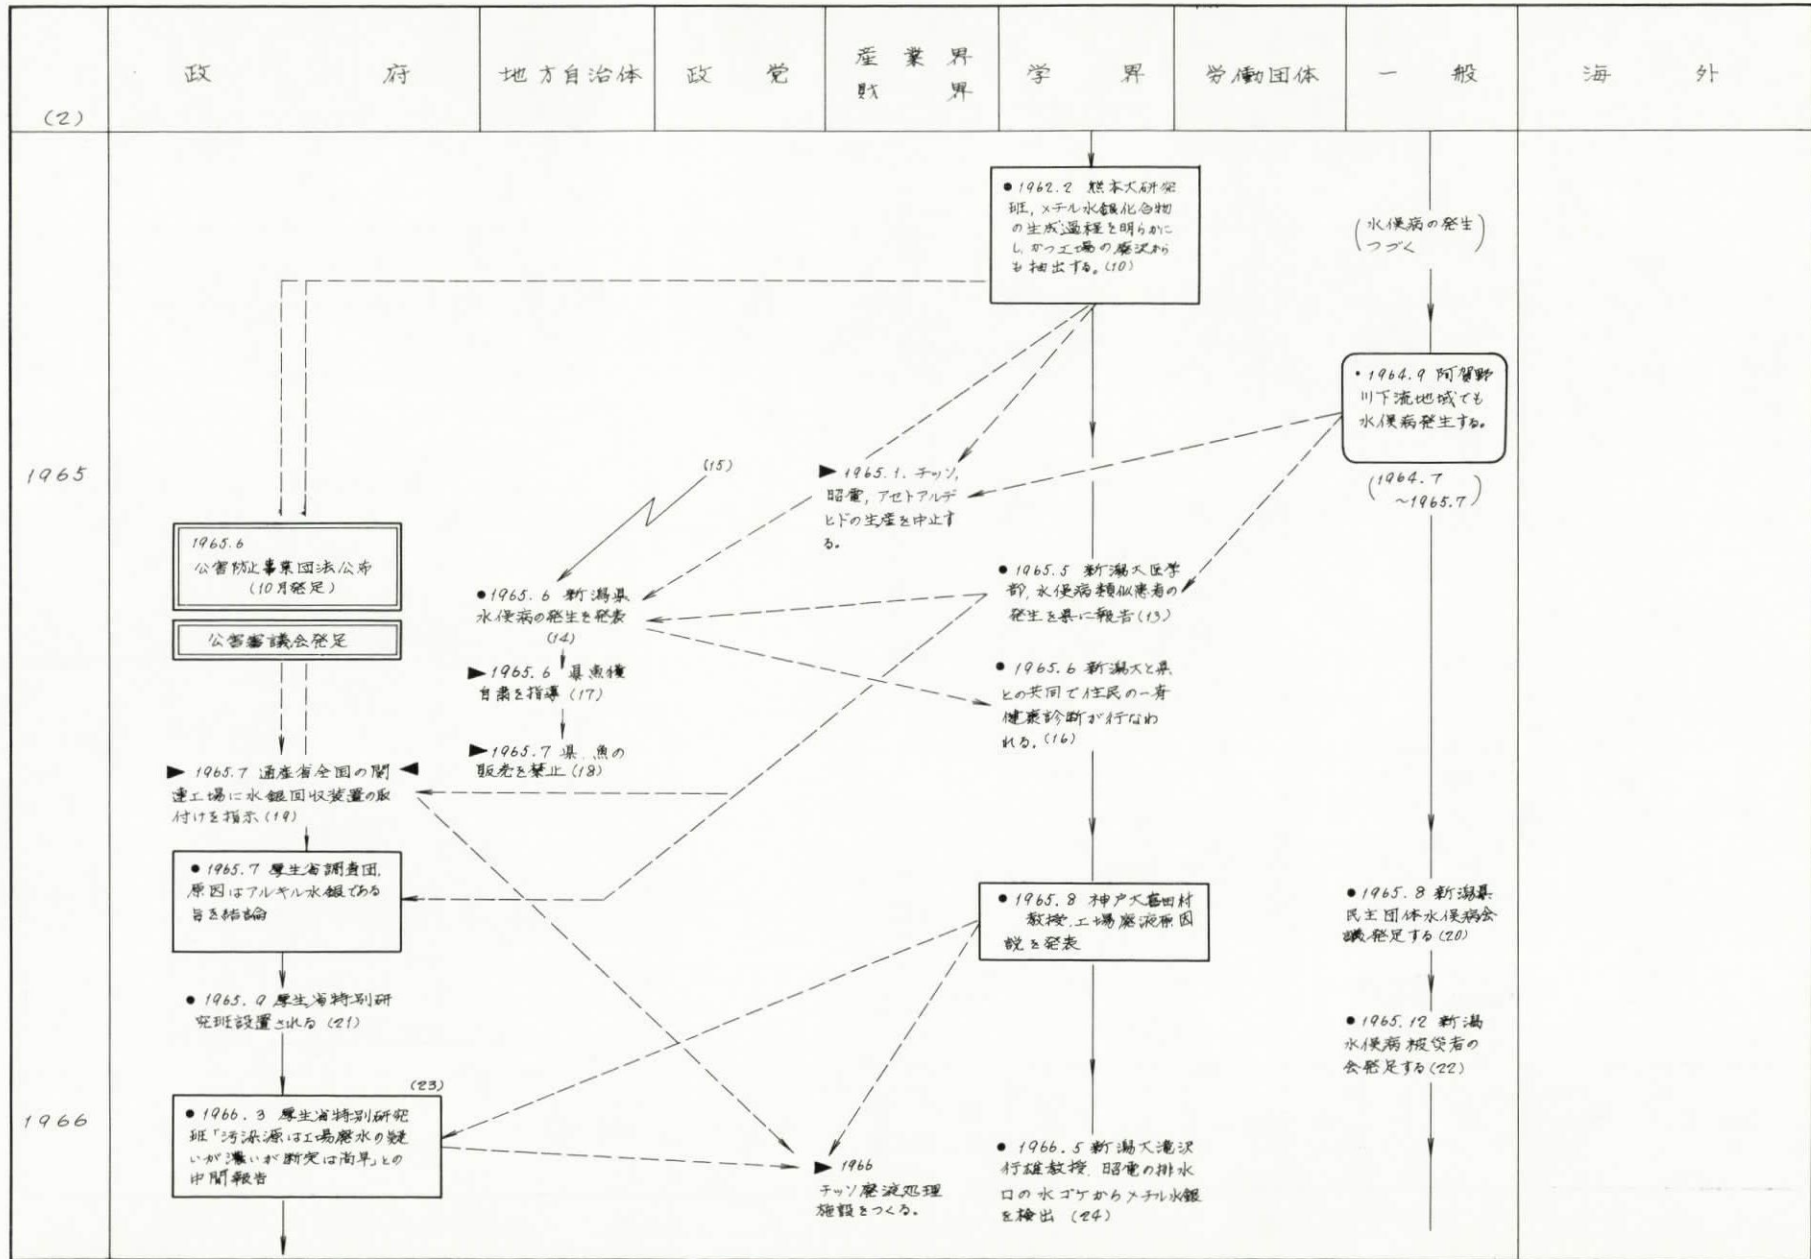 (2)
政府
地方自治体
政党
産業界
財界
学界
労働団体
一般
海外
1965
1966
● 1962.2 熊本大研究
班,メチル水銀化合物
の生成過程を明らかに
し,かつ工場の廃泥から
も抽出する。(10)
(水俣病の発生
つづく)
・1964.9 阿賀野
川下流地域でも
水俣病発生する。
(1964.7
~1965.7)
(15)
▶ 1965.1.チッソ,
昭電,アセトアルデ
ヒドの生産を中止す
る。
1965.6
公害防止事業団法公布
(10月発足)
公害審議会発足
● 1965.6 新潟県
水俣病の発生を発表
(14)
▶ 1965.6 県漁獲
自粛を指導 (17)
▶ 1965.7 県,魚の
販売を禁止 (18)
● 1965.5 新潟大医学
部,水俣病類似患者の
発生を県に報告(13)
● 1965.6 新潟大と県
との共同で住民の一斉
健康診断が行なわ
れる。(16)
▶ 1965.7 通産省全国の関 ◀
連工場に水銀回収装置の取
付けを指示 (19)
● 1965.7 厚生省調査団,
原因はアルキル水銀である
旨を結論
● 1965.8 神戸大喜田村
教授,工場廃液原因
説を発表
● 1965.8 新潟県
民主団体水俣病会
議発足する(20)
● 1965.9 厚生省特別研
究班設置される (21)
● 1965.12 新潟
水俣病被災者の
会発足する(22)
(23)
● 1966.3 厚生省特別研究
班「汚染源は工場廃水の疑
いが濃いが断定は尚早」との
中間報告
▶ 1966
チッソ廃液処理
施設をつくる。
● 1966.5 新潟大滝沢
行雄教授,昭電の排水
口の水ゴケからメチル水銀
を検出 (24)